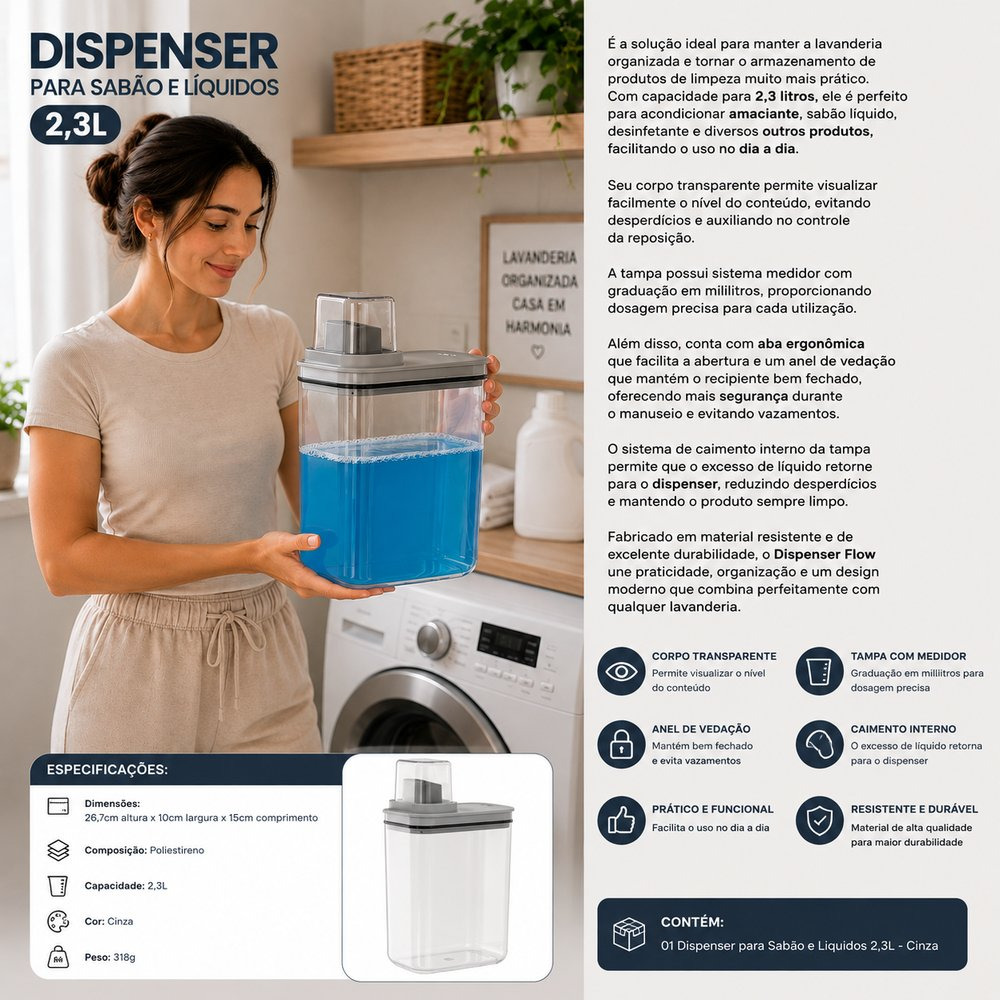 DISPENSER
PARA SABÃO E LÍQUIDOS
2,3L
LAVANDERIA
ORGANIZADA
CASA EM
HARMONIA
É a solução ideal para manter a lavanderia
organizada e tornar o armazenamento de
produtos de limpeza muito mais prático.
Com capacidade para 2,3 litros, ele é perfeito
para acondicionar amaciante, sabão líquido,
desinfetante e diversos outros produtos,
facilitando o uso no dia a dia.
Seu corpo transparente permite visualizar
facilmente o nível do conteúdo, evitando
desperdícios e auxiliando no controle
da reposição.
A tampa possui sistema medidor com
graduação em mililitros, proporcionando
dosagem precisa para cada utilização.
Além disso, conta com aba ergonômica
que facilita a abertura e um anel de vedação
que mantém o recipiente bem fechado,
oferecendo mais segurança durante
o manuseio e evitando vazamentos.
O sistema de caimento interno da tampa
permite que o excesso de líquido retorne
para o dispenser, reduzindo desperdícios
e mantendo o produto sempre limpo.
Fabricado em material resistente e de
excelente durabilidade, o Dispenser Flow
une praticidade, organização e um design
moderno que combina perfeitamente com
qualquer lavanderia.
CORPO TRANSPARENTE
Permite visualizar o nível
do conteúdo
TAMPA COM MEDIDOR
Graduação em milliitros para
dosagem precisa
ANEL DE VEDAÇÃO
Mantém bem fechado
e evita vazamentos
CAIMENTO INTERNO
O excesso de líquido retorna
para o dispenser
PRÁTICO E FUNCIONAL
Facilita o uso no dia a dia
RESISTENTE E DURÁVEL
Material de alta qualidade
para maior durabilidade
ESPECIFICAÇÕES:
Dimensões:
26,7cm altura x 10cm largura x 15cm comprimento
Composição: Poliestireno
Capacidade: 2,3L
Cor: Cinza
Peso: 318g
CONTÉM:
01 Dispenser para Sabão e Liquidos 2,3L - Cinza